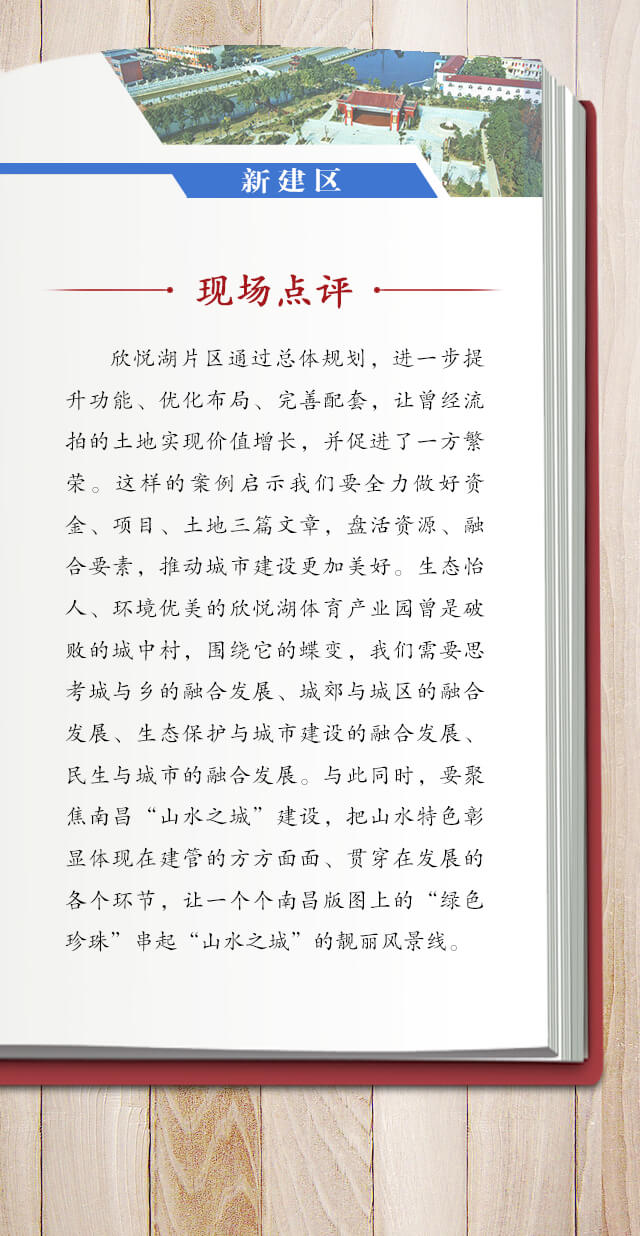 新建区
现场点评
欣悦湖片区通过总体规划，进一步提
升功能、优化布局、完善配套，让曾经流
拍的土地实现价值增长，并促进了一方繁
荣。这样的案例启示我们要全力做好资
金、项目、土地三篇文章，盘活资源、融
合要素，推动城市建设更加美好。生态怡
人、环境优美的欣悦湖体育产业园曾是破
败的城中村，围绕它的蝶变，我们需要思
考城与乡的融合发展、城郊与城区的融合
发展、生态保护与城市建设的融合发展、
民生与城市的融合发展。与此同时，要聚
焦南昌“山水之城”建设，把山水特色彰
显体现在建管的方方面面、贯穿在发展的
各个环节，让一个个南昌版图上的“绿色
珍珠”串起“山水之城”的靓丽风景线。